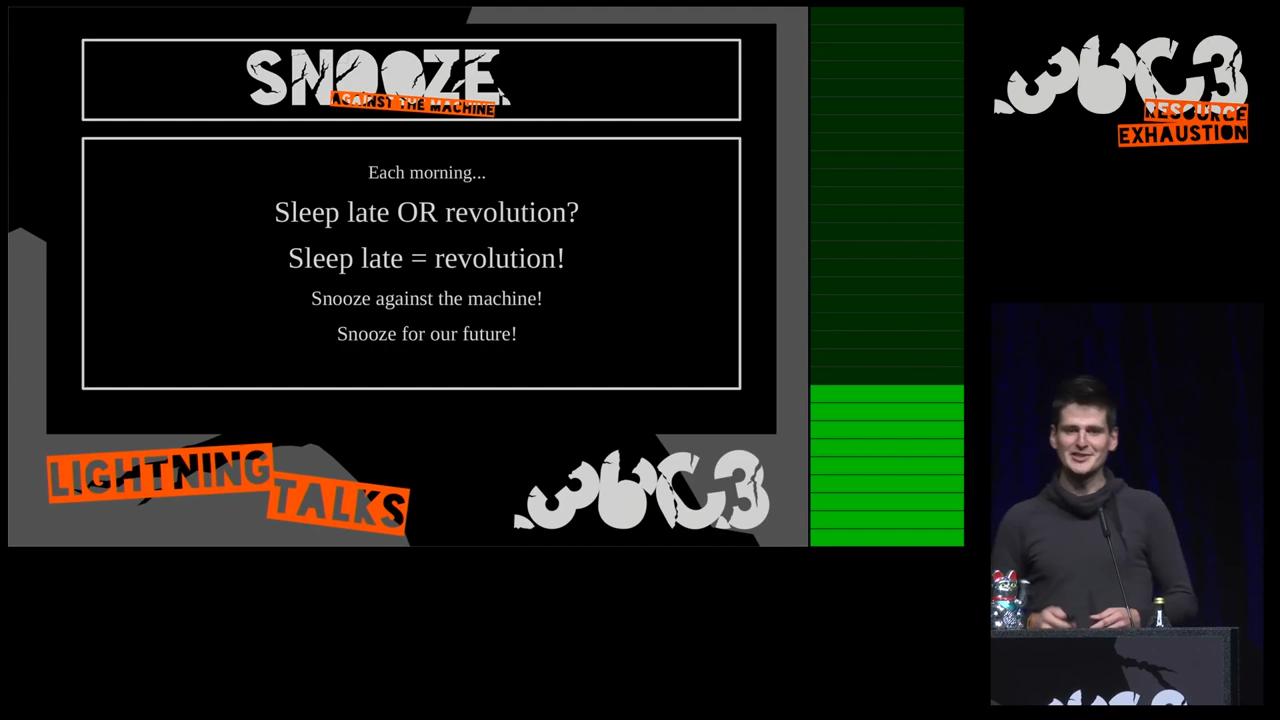 SNOOZE
AGAINST THE MACHINE
Each morning...
Sleep late OR revolution?
Sleep late = revolution!
Snooze against the machine!
Snooze for our future!
LIGHTNING
TALKS
36C3
36C3
RESOURCE
EXHAUSTION